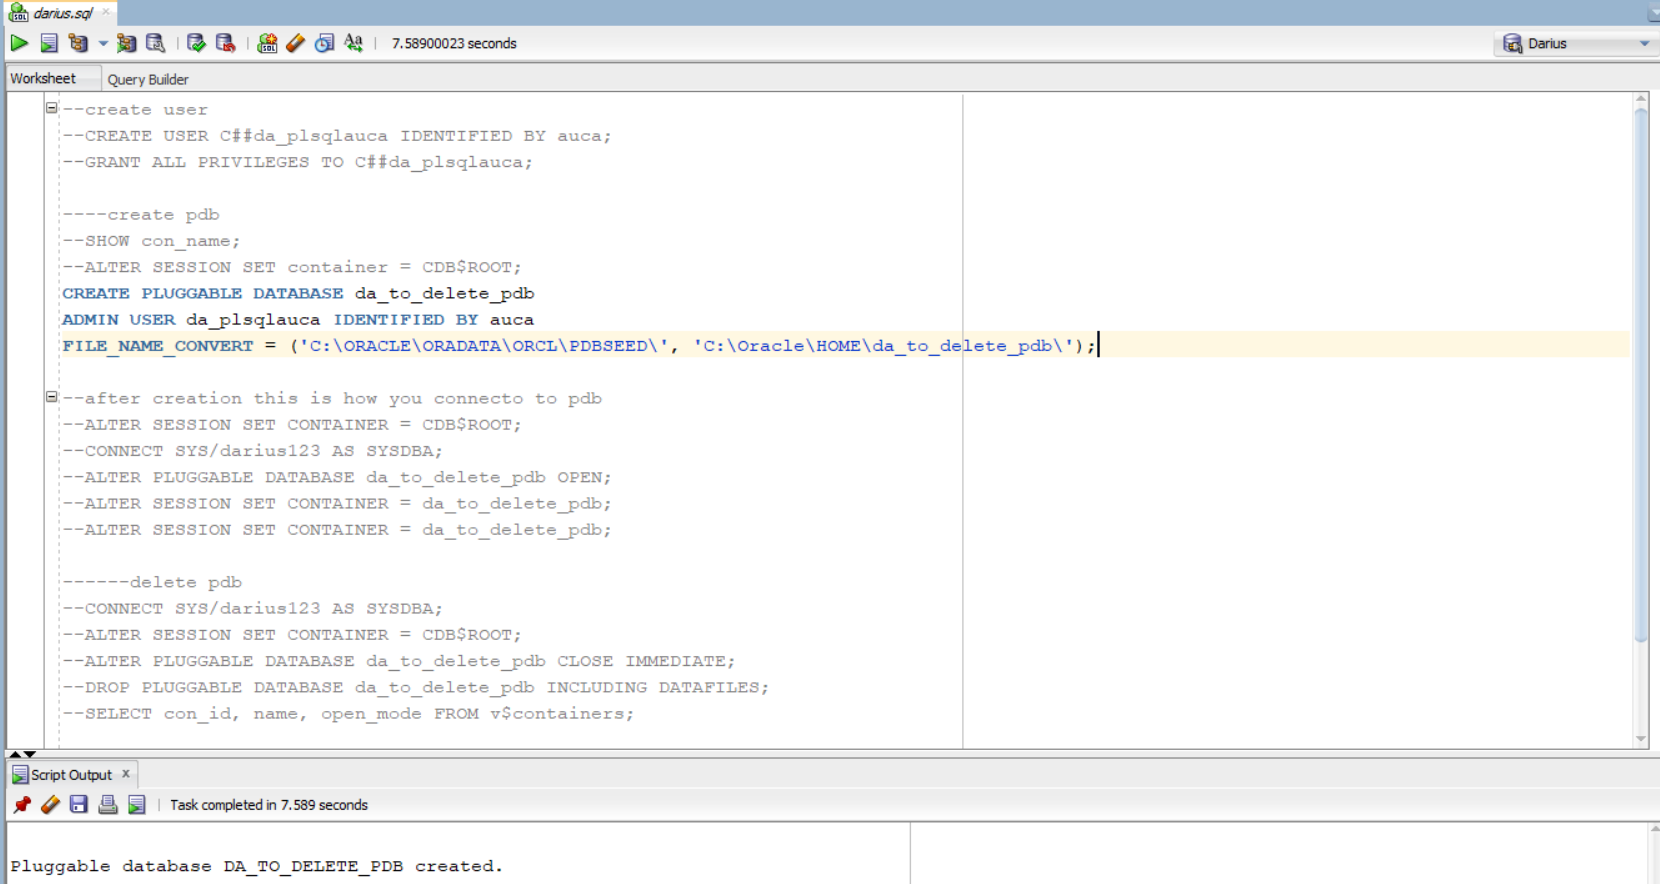 darius.sql
7.58900023 seconds
Darius
Worksheet
Query Builder
--create user
--CREATE USER C##da_plsqlauca IDENTIFIED BY auca;
--GRANT ALL PRIVILEGES TO C##da_plsqlauca;
----create pdb
--SHOW con_name;
--ALTER SESSION SET container = CDB$ROOT;
CREATE PLUGGABLE DATABASE da_to_delete_pdb
ADMIN USER da_plsqlauca IDENTIFIED BY auca
FILE_NAME_CONVERT = ('C:\ORACLE\ORADATA\ORCL\PDBSEED\', 'C:\Oracle\HOME\da_to_delete_pdb\');
--after creation this is how you connecto to pdb
--ALTER SESSION SET CONTAINER = CDB$ROOT;
--CONNECT SYS/darius123 AS SYSDBA;
--ALTER PLUGGABLE DATABASE da_to_delete_pdb OPEN;
--ALTER SESSION SET CONTAINER = da_to_delete_pdb;
--ALTER SESSION SET CONTAINER = da_to_delete_pdb;
------delete pdb
--CONNECT SYS/darius123 AS SYSDBA;
--ALTER SESSION SET CONTAINER = CDB$ROOT;
--ALTER PLUGGABLE DATABASE da_to_delete_pdb CLOSE IMMEDIATE;
--DROP PLUGGABLE DATABASE da_to_delete_pdb INCLUDING DATAFILES;
--SELECT con_id, name, open_mode FROM v$containers;
Script Output
Task completed in 7.589 seconds
Pluggable database DA_TO_DELETE_PDB created.